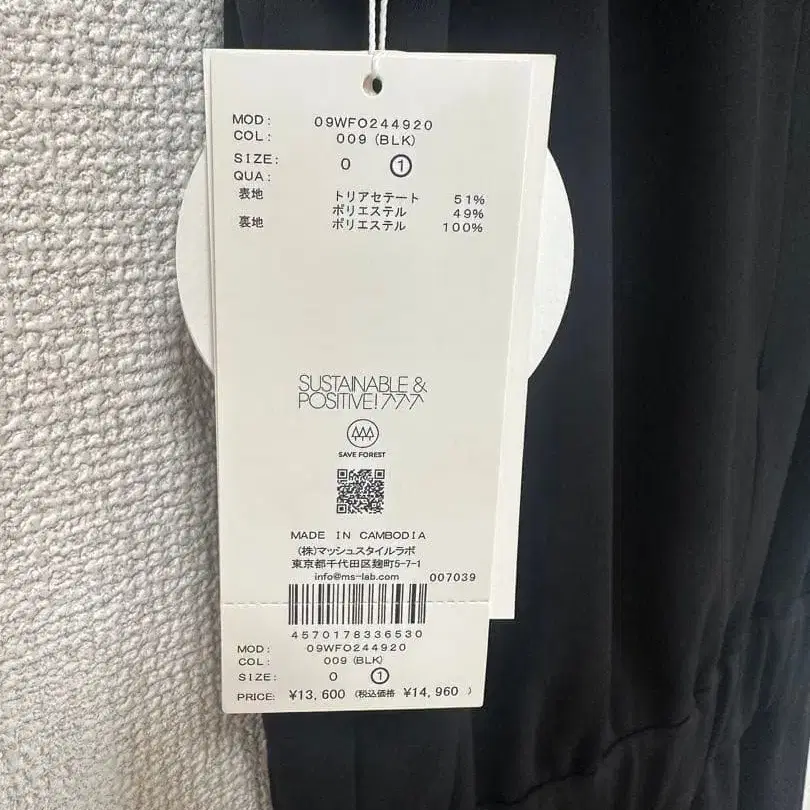 MOD: 09WFO244920
COL: 009 (BLK)
SIZE: 0 1
QUA:
表地 トリアセテート 51%
ポリエステル 49%
裏地 ポリエステル 100%
SUSTAINABLE &
POSITIVE!
SAVE FOREST
MADE IN CAMBODIA
(株)マッシュスタイルラボ
東京都千代田区麹町5-7-1
info@ms-lab.com 007039
4570178336530
MOD: 09WFO244920
COL: 009 (BLK)
SIZE: 0 1
PRICE: ¥13,600 (税込価格 ¥14,960 )